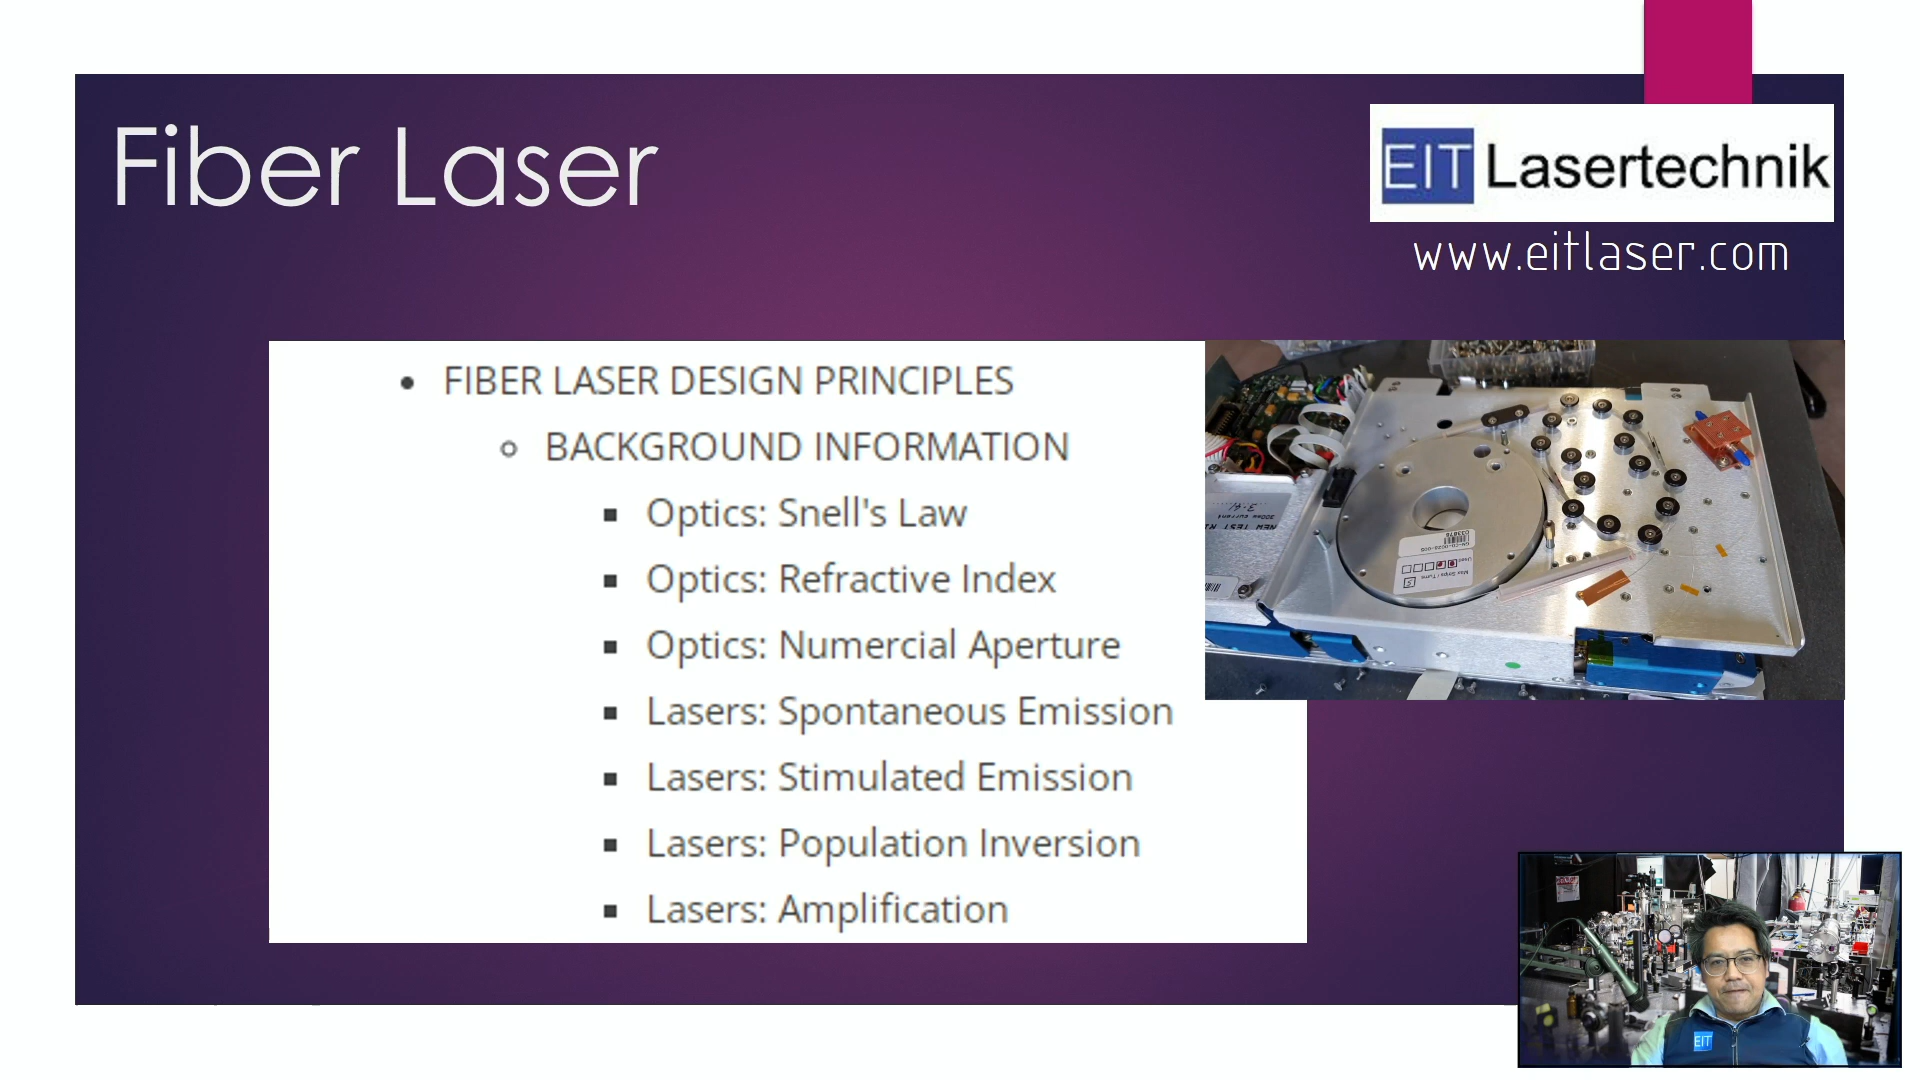 Fiber Laser
EIT Lasertechnik
www.eitlaser.com
• FIBER LASER DESIGN PRINCIPLES
o BACKGROUND INFORMATION
▪ Optics: Snell's Law
▪ Optics: Refractive Index
▪ Optics: Numercial Aperture
▪ Lasers: Spontaneous Emission
▪ Lasers: Stimulated Emission
▪ Lasers: Population Inversion
▪ Lasers: Amplification
EIT